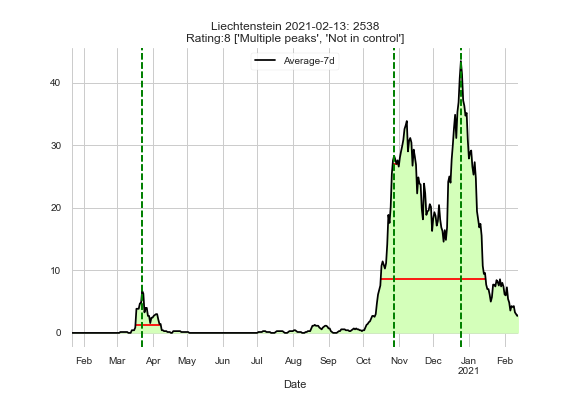 Liechtenstein 2021-02-13: 2538
Rating:8 ['Multiple peaks', 'Not in control']
Average-7d
40
30
20
10
0
Feb Mar Apr May Jun Jul Aug Sep Oct Nov Dec Jan Feb
2021
Date